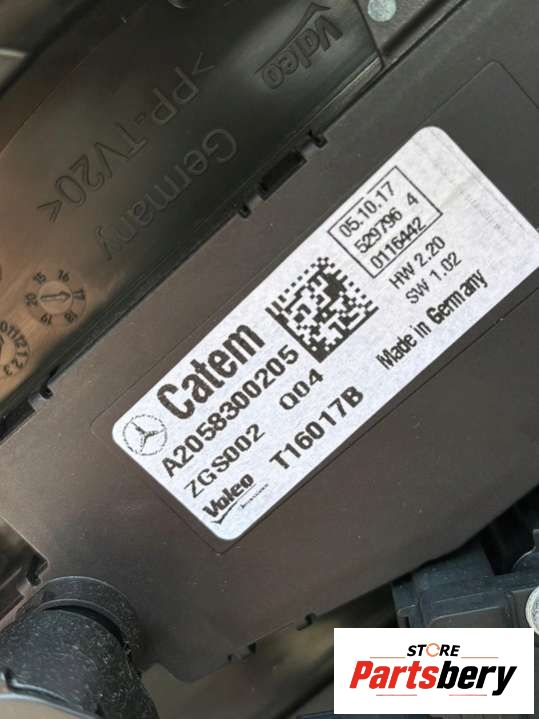 Valeo
>PP-TV20<
Germany
Catem
A2058300205
ZGS002 004
Valeo T16017B
05.10.17
529796 4
0116442
HW 2.20
SW 1.02
Made in Germany
STORE
Partsbery